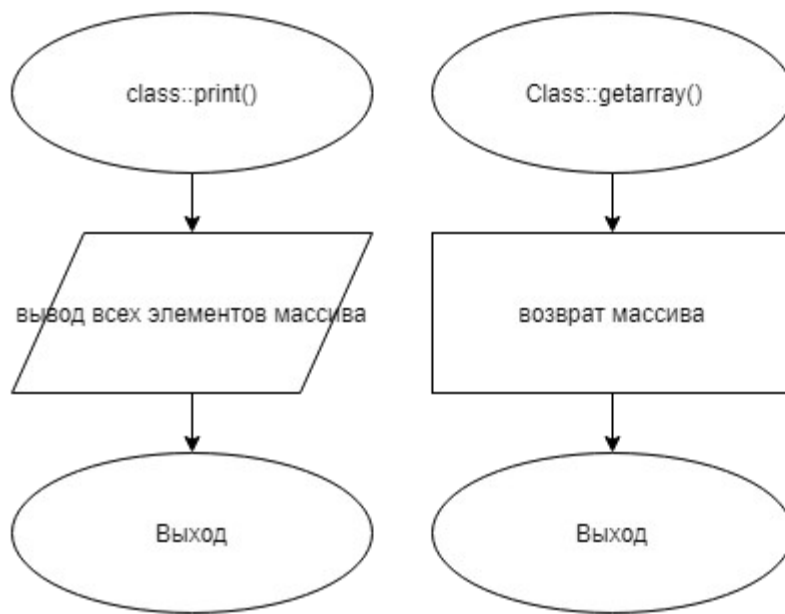 class::print()
Class::getarray()
вывод всех элементов массива
возврат массива
Выход
Выход